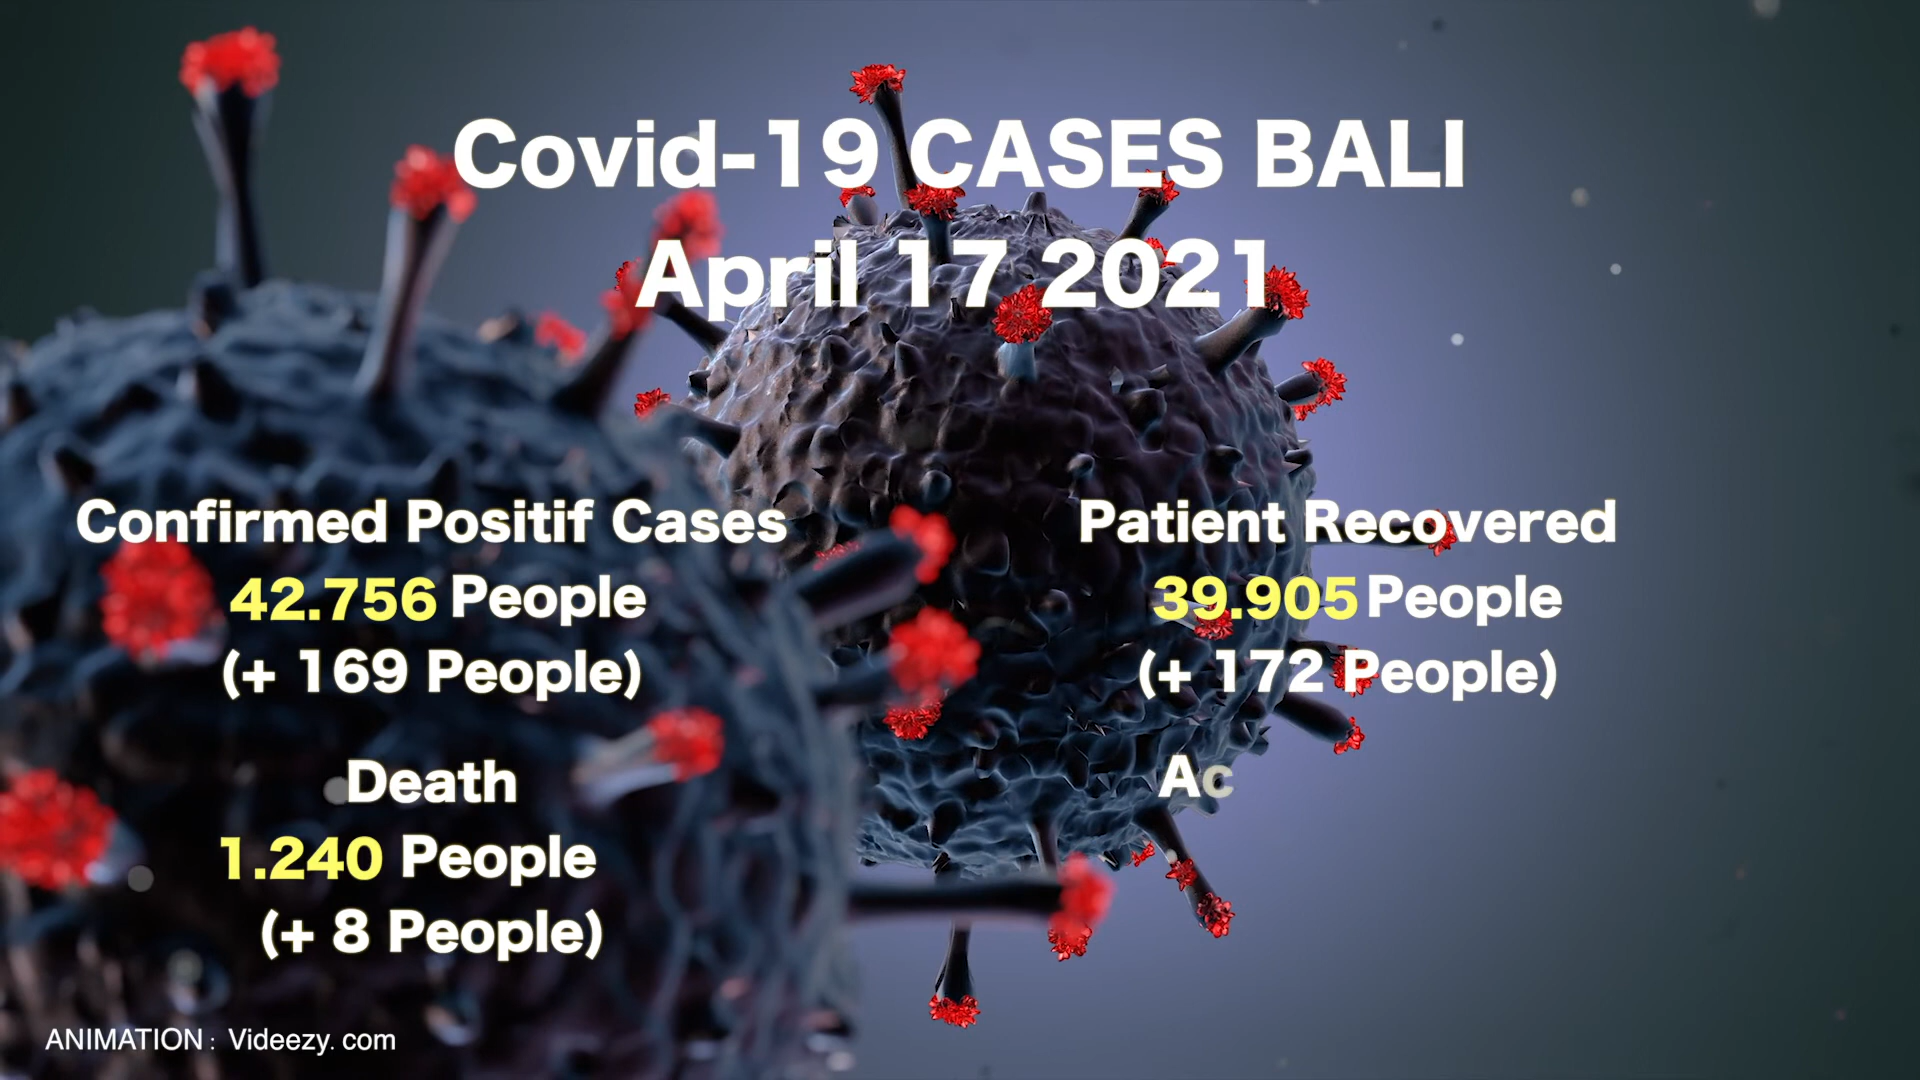 Covid-19 CASES BALI
April 17 2021
Confirmed Positif Cases
42.756 People
(+ 169 People)
Patient Recovered
39.905 People
(+ 172 People)
Death
1.240 People
(+ 8 People)
Ac
ANIMATION : Videezy. com